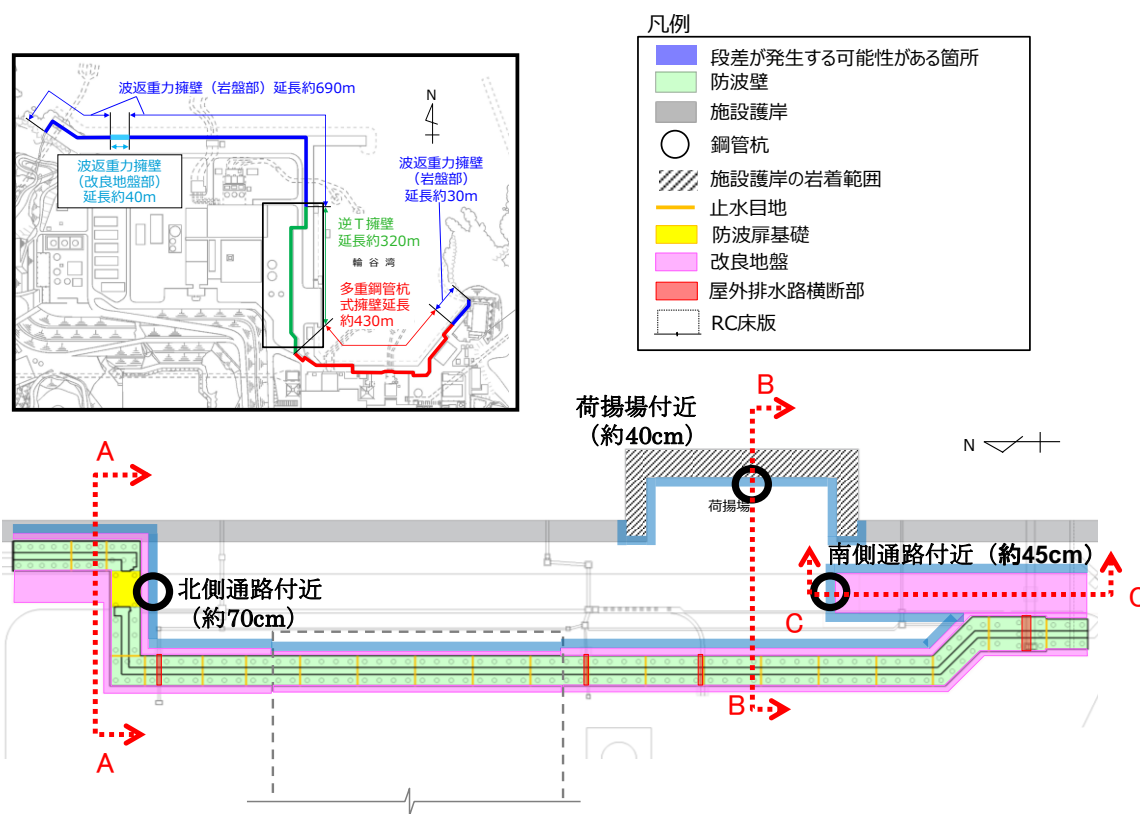 凡例
段差が発生する可能性がある箇所
防波壁
施設護岸
鋼管杭
施設護岸の岩着範囲
止水目地
防波扉基礎
改良地盤
屋外排水路横断部
RC床版
波返重力擁壁（岩盤部）延長約690m
N
波返重力擁壁
（改良地盤部）
延長約40m
波返重力擁壁
（岩盤部）
延長約30m
逆Ｔ擁壁
延長約320m
輪谷湾
多重鋼管杭
式擁壁延長
約430m
荷揚場付近
（約40cm）
B
N
A
荷揚場
南側通路付近（約45cm）
北側通路付近
（約70cm）
C
C
B
A